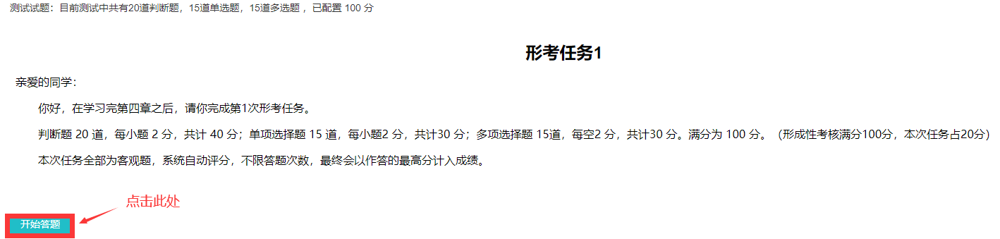 测试试题：目前测试中共有20道判断题，15道单选题，15道多选题 ，已配置 100 分
形考任务1
亲爱的同学：
你好，在学习完第四章之后，请你完成第1次形考任务。
判断题 20 道，每小题 2 分，共计 40 分；单项选择题 15 道，每小题2 分，共计30 分；多项选择题 15道，每空2 分，共计30 分。满分为 100 分。（形成性考核满分100分，本次任务占20分）
本次任务全部为客观题，系统自动评分，不限答题次数，最终会以作答的最高分计入成绩。
点击此处
开始答题